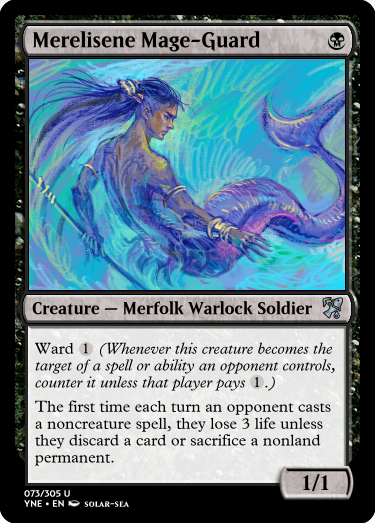 Merelisene Mage-Guard
Creature — Merfolk Warlock Soldier
Ward 1 (Whenever this creature becomes the
target of a spell or ability an opponent controls,
counter it unless that player pays 1.)
The first time each turn an opponent casts
a noncreature spell, they lose 3 life unless
they discard a card or sacrifice a nonland
permanent.
1/1
073/305 U
YNE • EN SOLAR-SEA